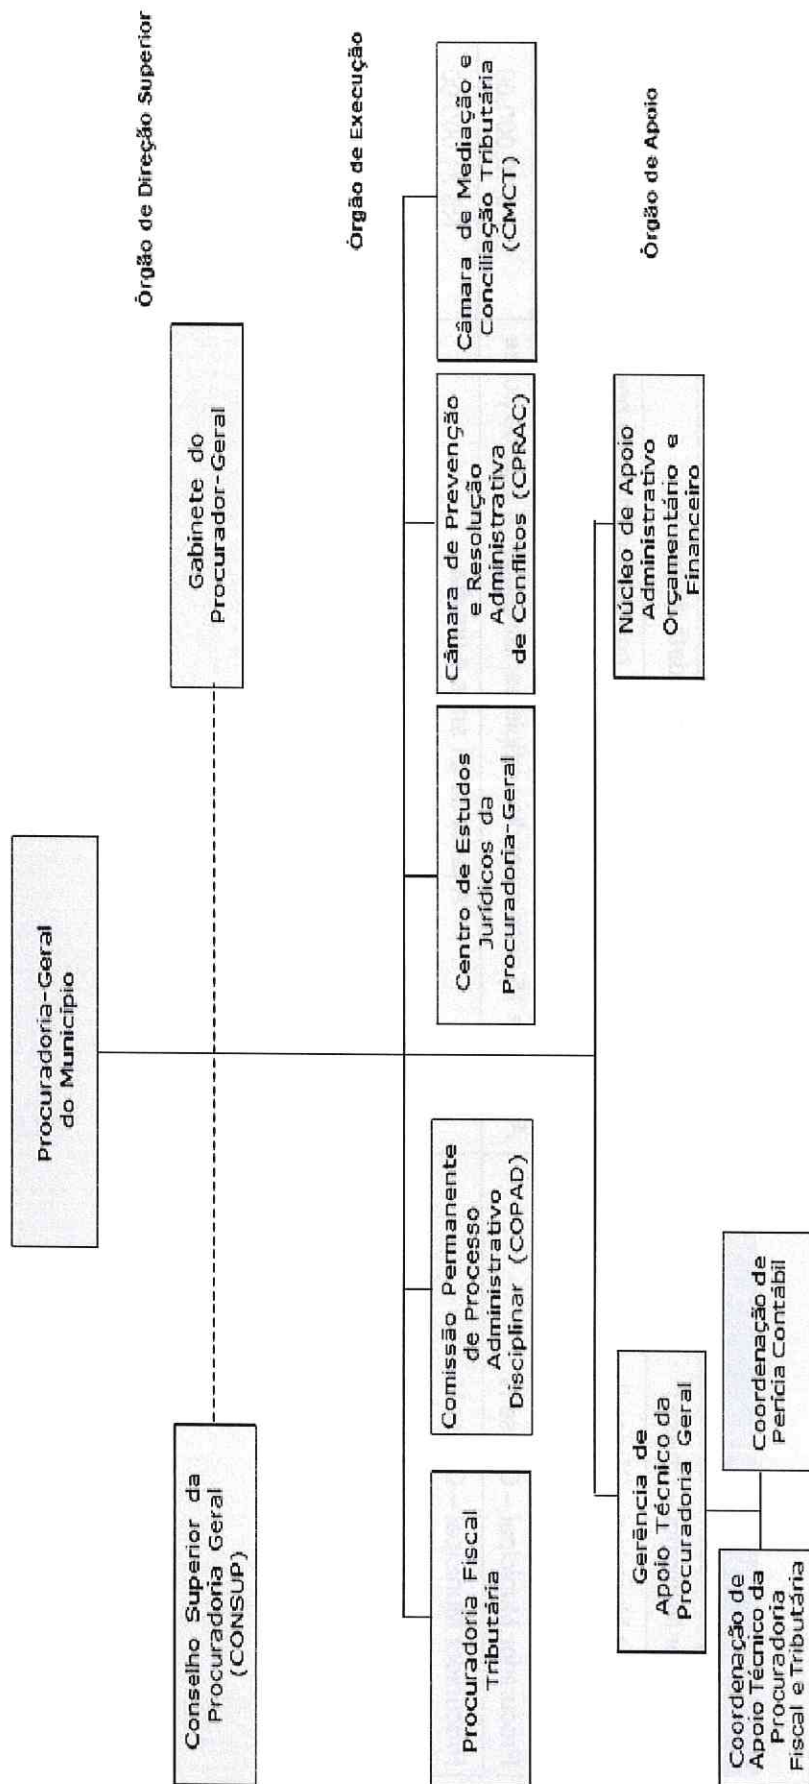 Procuradoria-Geral
do Município
Órgão de Direção Superior
Conselho Superior da
Procuradoria Geral
(CONSUP)
Gabinete do
Procurador-Geral
Órgão de Execução
Procuradoria Fiscal
Tributária
Comissão Permanente
de Processo
Administrativo
Disciplinar (COPAD)
Centro de Estudos
Jurídicos da
Procuradoria-Geral
Câmara de Prevenção
e Resolução
Administrativa
de Conflitos (CPRAC)
Câmara de Mediação e
Conciliação Tributária
(CMCT)
Órgão de Apoio
Gerência de
Apoio Técnico da
Procuradoria Geral
Núcleo de Apoio
Administrativo
Orçamentário e
Financeiro
Coordenação de
Apoio Técnico da
Procuradoria
Fiscal e Tributária
Coordenação de
Perícia Contábil